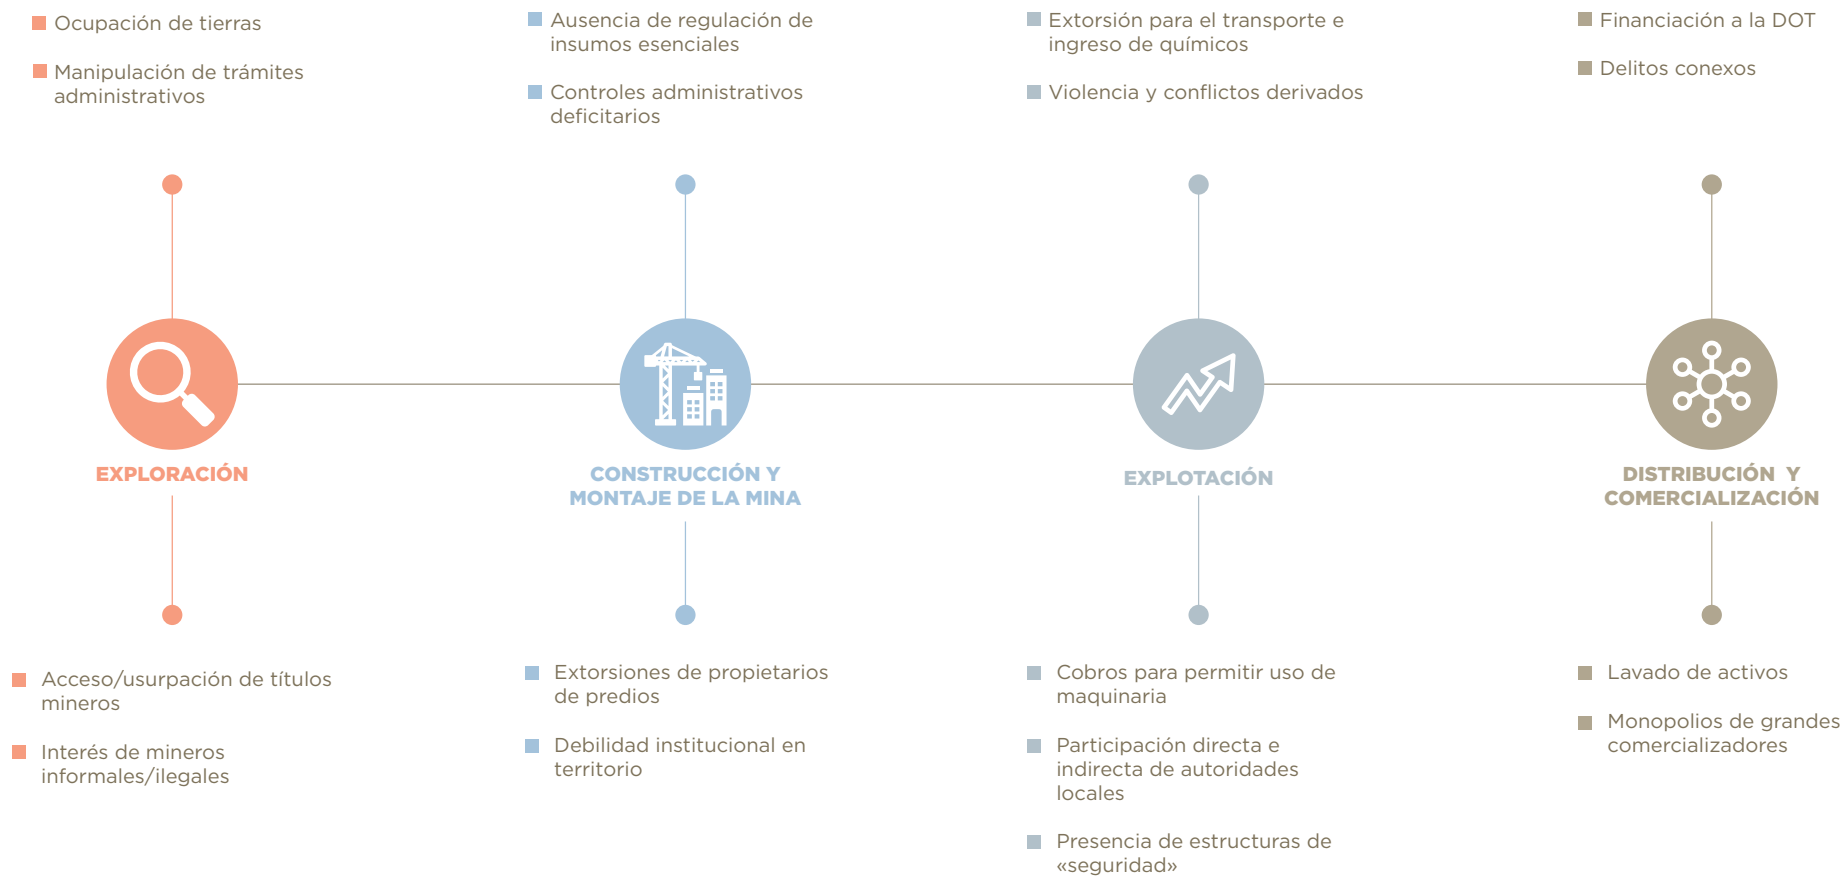 Ocupación de tierras
Manipulación de trámites
administrativos
Ausencia de regulación de
insumos esenciales
Controles administrativos
deficitarios
Extorsión para el transporte e
ingreso de químicos
Violencia y conflictos derivados
Financiación a la DOT
Delitos conexos
EXPLORACIÓN
CONSTRUCCIÓN Y
MONTAJE DE LA MINA
EXPLOTACIÓN
DISTRIBUCIÓN Y
COMERCIALIZACIÓN
Acceso/usurpación de títulos
mineros
Interés de mineros
informales/ilegales
Extorsiones de propietarios
de predios
Debilidad institucional en
territorio
Cobros para permitir uso de
maquinaria
Participación directa e
indirecta de autoridades
locales
Presencia de estructuras de
«seguridad»
Lavado de activos
Monopolios de grandes
comercializadores